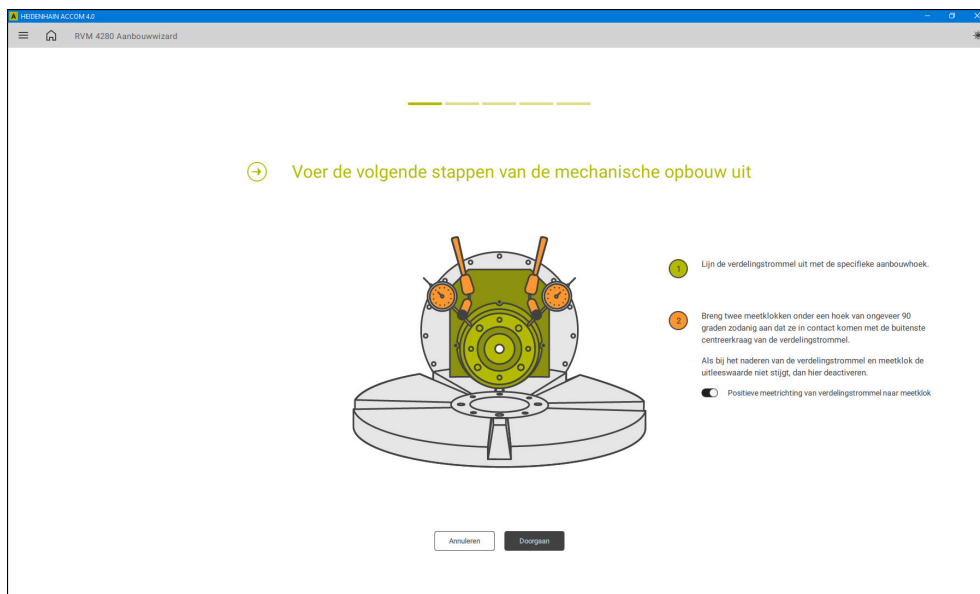 HEIDENHAIN ACCOM 4.0
RVM 4280 Aanbouwwizard
Voer de volgende stappen van de mechanische opbouw uit
1
Lijn de verdelingstrommel uit met de specifieke aanbouwhoek.
2
Breng twee meetklokken onder een hoek van ongeveer 90
graden zodanig aan dat ze in contact komen met de buitenste
centreerkraag van de verdelingstrommel.
Als bij het naderen van de verdelingstrommel en meetklok de
uitleeswaarde niet stijgt, dan hier deactiveren.
Positieve meetrichting van verdelingstrommel naar meetklok
Annuleren
Doorgaan